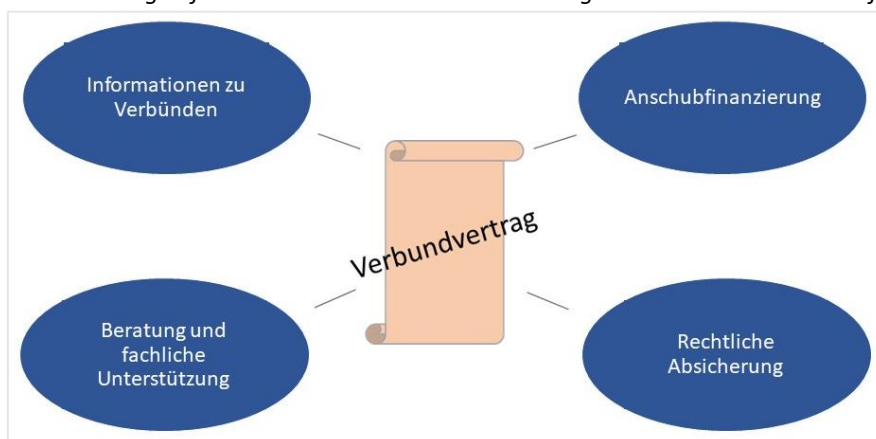 Informationen zu
Verbünden
Anschubfinanzierung
Verbundvertrag
Beratung und
fachliche
Unterstützung
Rechtliche
Absicherung